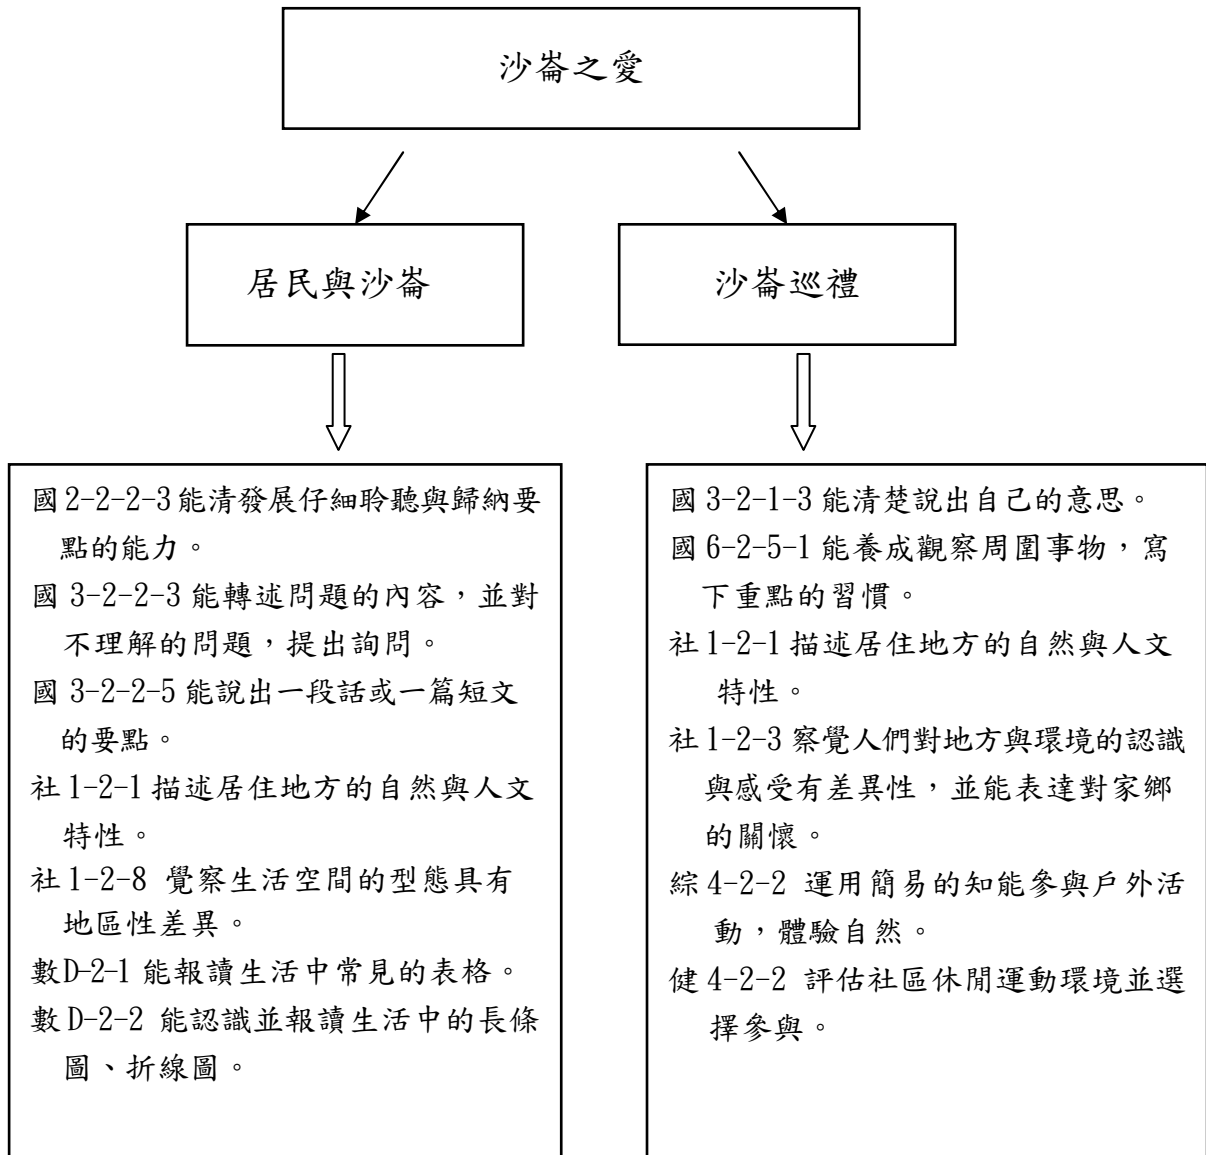 沙崙之愛
居民與沙崙
沙崙巡禮
國 2-2-2-3 能清發展仔細聆聽與歸納要
點的能力。
國 3-2-2-3 能轉述問題的內容，並對
不理解的問題，提出詢問。
國 3-2-2-5 能說出一段話或一篇短文
的要點。
社 1-2-1 描述居住地方的自然與人文
特性。
社 1-2-8 覺察生活空間的型態具有
地區性差異。
數 D-2-1 能報讀生活中常見的表格。
數 D-2-2 能認識並報讀生活中的長條
圖、折線圖。
國 3-2-1-3 能清楚說出自己的意思。
國 6-2-5-1 能養成觀察周圍事物，寫
下重點的習慣。
社 1-2-1 描述居住地方的自然與人文
特性。
社 1-2-3 察覺人們對地方與環境的認識
與感受有差異性，並能表達對家鄉
的關懷。
綜 4-2-2 運用簡易的知能參與戶外活
動，體驗自然。
健 4-2-2 評估社區休閒運動環境並選
擇參與。